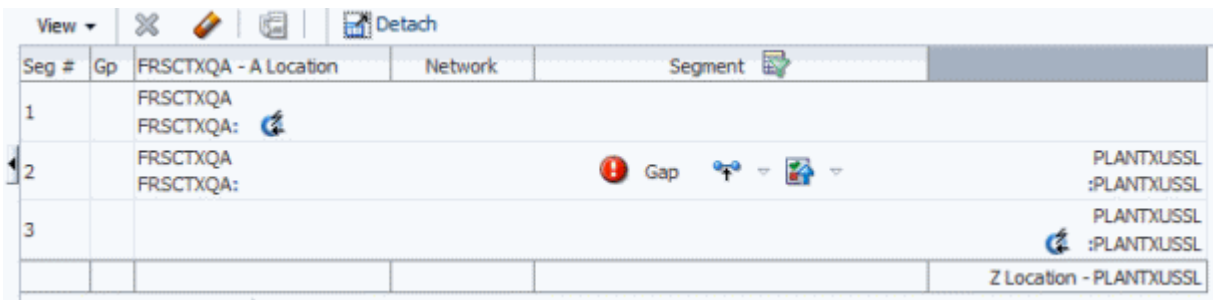 View Detach
Seg # Gp FRSCTXQA - A Location Network Segment
1 FRSCTXQA
FRSCTXQA:
2 FRSCTXQA Gap PLANTXUSSL
FRSCTXQA: :PLANTXUSSL
3 PLANTXUSSL
:PLANTXUSSL
Z Location - PLANTXUSSL